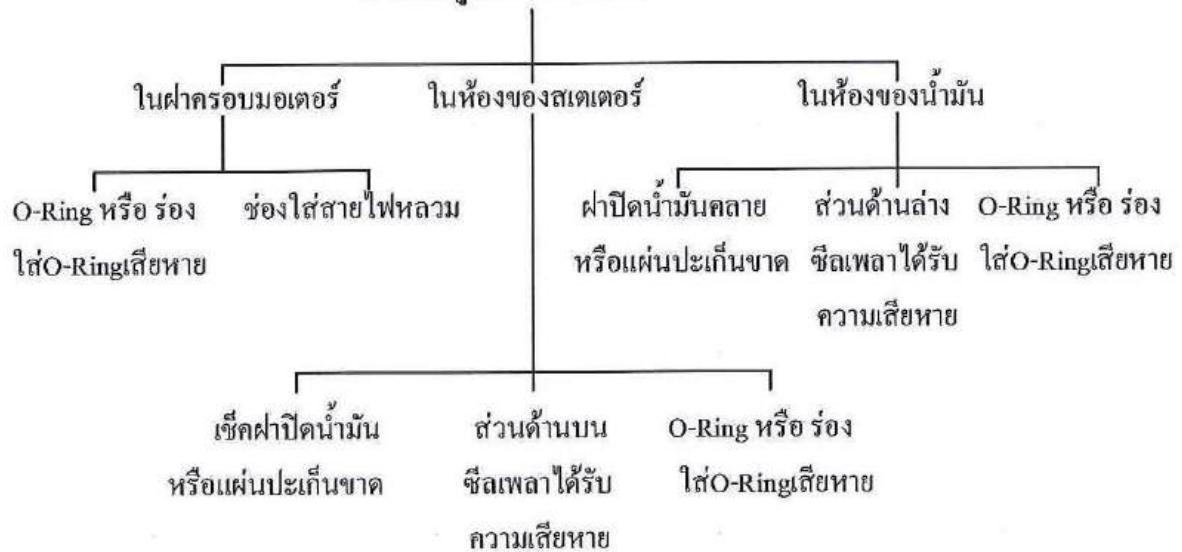 ในฝาครอบมอเตอร์
ในห้องของสเตเตอร์
ในห้องของน้ำมัน
O-Ring หรือ ร่อง
ใส่O-Ringเสียหาย
ช่องใส่สายไฟหลวม
ฝาปิดน้ำมันคลาย
หรือแผ่นปะเก็นขาด
ส่วนด้านล่าง
ซีลเพลาได้รับ
ความเสียหาย
O-Ring หรือ ร่อง
ใส่O-Ringเสียหาย
เช็คฝาปิดน้ำมัน
หรือแผ่นปะเก็นขาด
ส่วนด้านบน
ซีลเพลาได้รับ
ความเสียหาย
O-Ring หรือ ร่อง
ใส่O-Ringเสียหาย